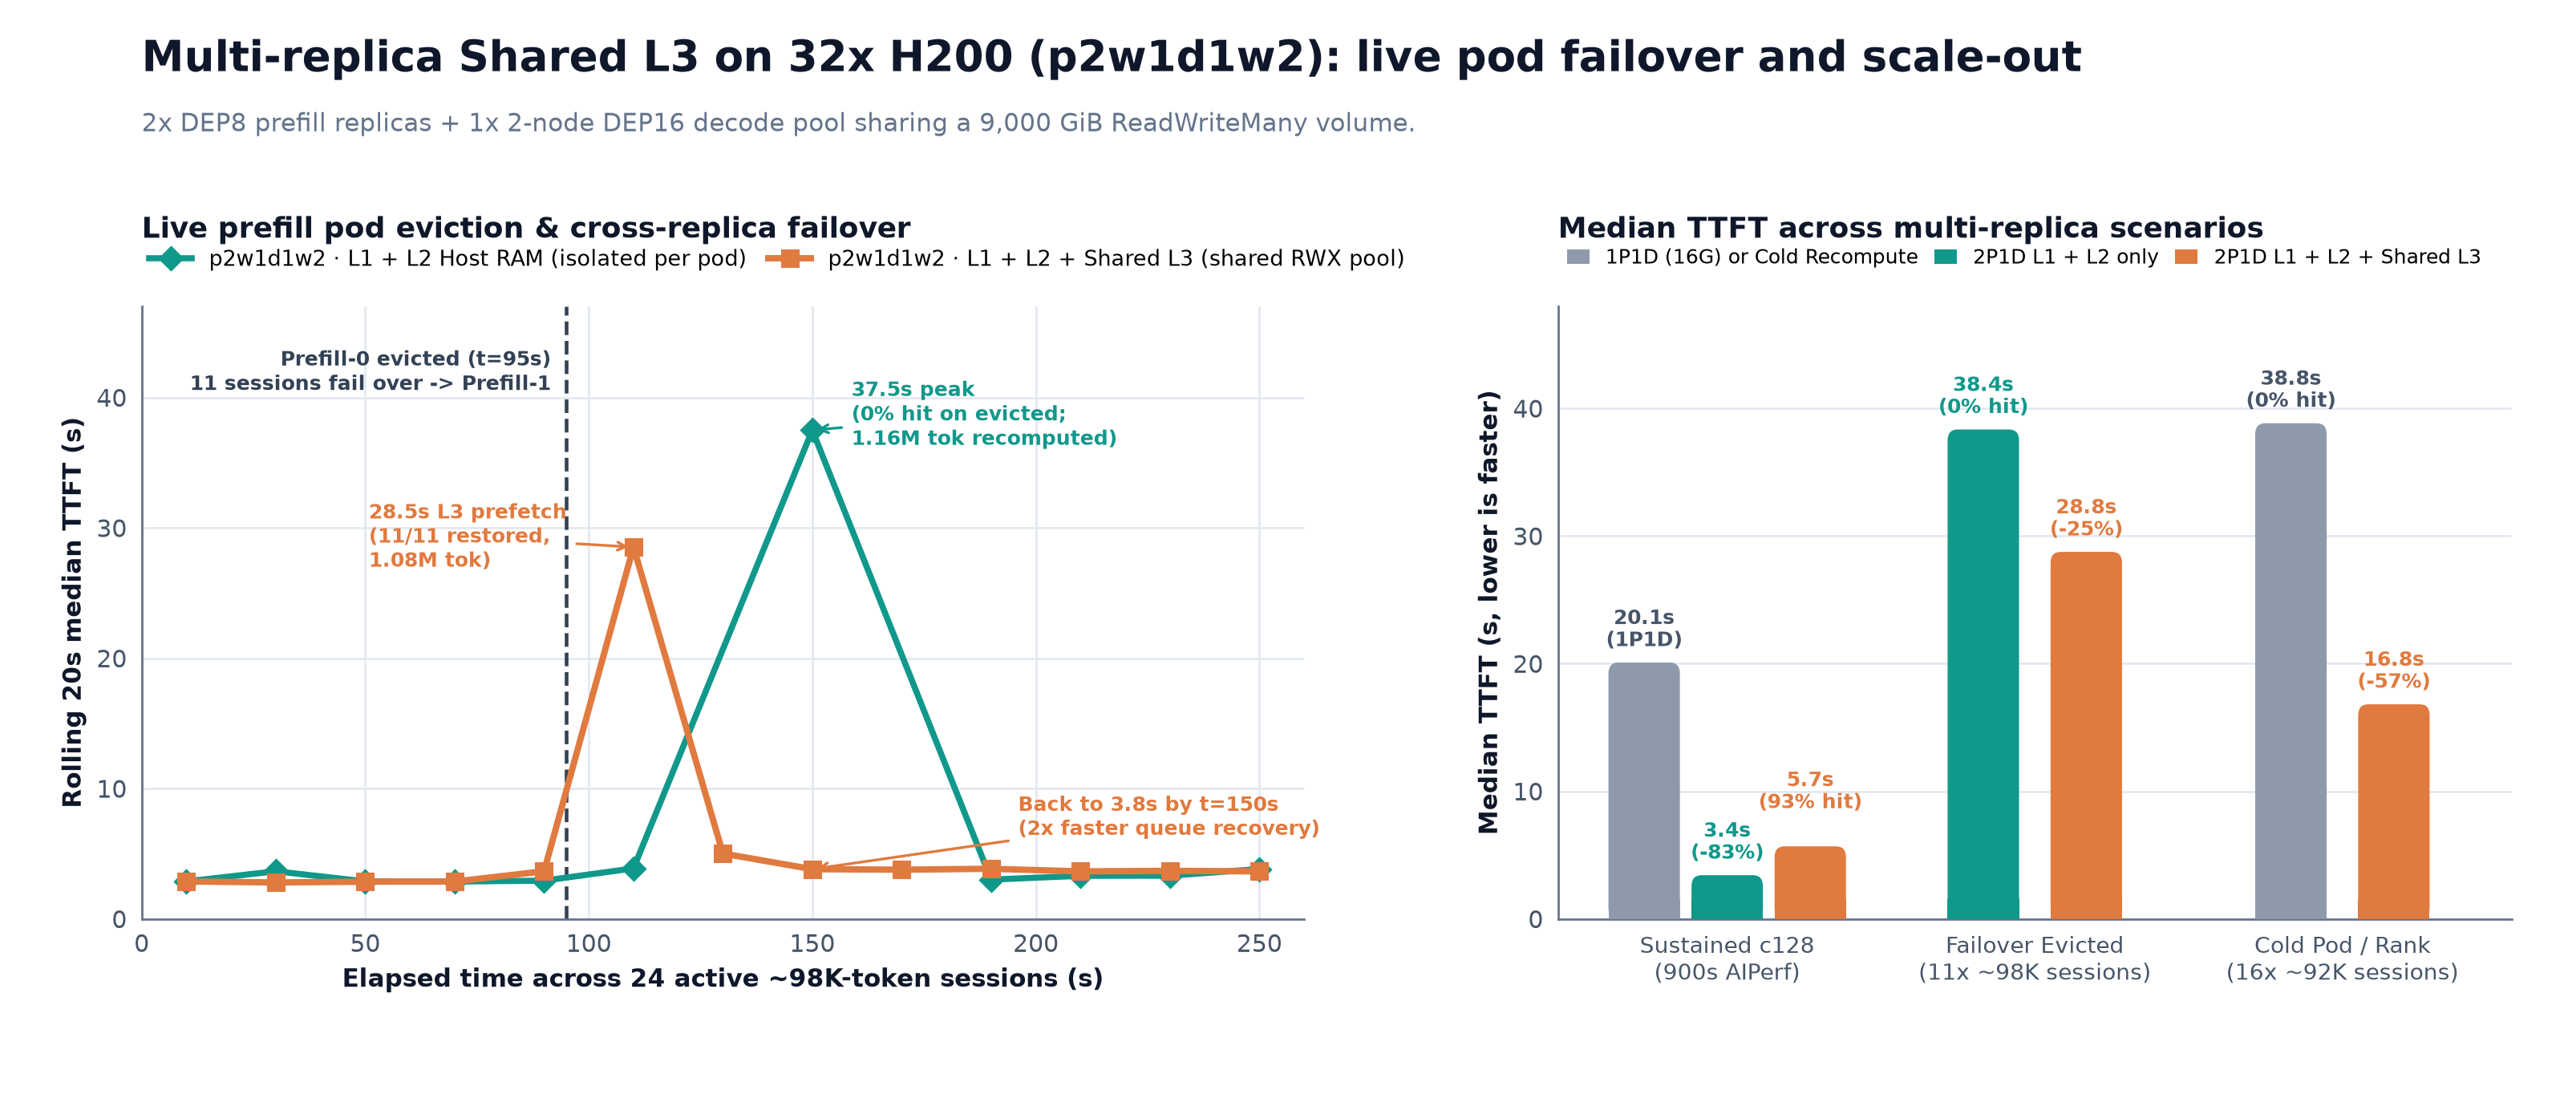 Multi-replica Shared L3 on 32x H200 (p2w1d1w2): live pod failover and scale-out
2x DEP8 prefill replicas + 1x 2-node DEP16 decode pool sharing a 9,000 GiB ReadWriteMany volume.
Live prefill pod eviction & cross-replica failover
p2w1d1w2 · L1 + L2 Host RAM (isolated per pod)
p2w1d1w2 · L1 + L2 + Shared L3 (shared RWX pool)
Rolling 20s median TTFT (s)
40
30
20
10
0
Prefill-0 evicted (t=95s)
11 sessions fail over -> Prefill-1
37.5s peak
(0% hit on evicted;
1.16M tok recomputed)
28.5s L3 prefetch
(11/11 restored,
1.08M tok)
Back to 3.8s by t=150s
(2x faster queue recovery)
0
50
100
150
200
250
Elapsed time across 24 active ~98K-token sessions (s)
Median TTFT across multi-replica scenarios
1P1D (16G) or Cold Recompute
2P1D L1 + L2 only
2P1D L1 + L2 + Shared L3
Median TTFT (s, lower is faster)
40
30
20
10
0
20.1s
(1P1D)
3.4s
(-83%)
5.7s
(93% hit)
38.4s
(0% hit)
28.8s
(-25%)
38.8s
(0% hit)
16.8s
(-57%)
Sustained c128
(900s AIPerf)
Failover Evicted
(11x ~98K sessions)
Cold Pod / Rank
(16x ~92K sessions)